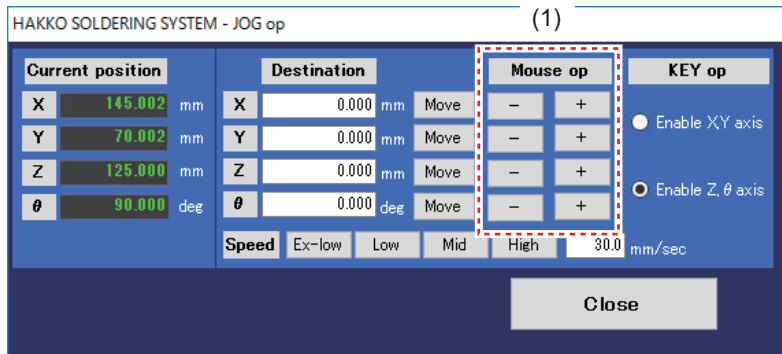 (1)
HAKKO SOLDERING SYSTEM - JOG op
Current position Destination Mouse op KEY op
X 145.002 mm X 0.000 mm Move − +
Enable X,Y axis
Y 70.002 mm Y 0.000 mm Move − +
Z 125.000 mm Z 0.000 mm Move − +
Enable Z, θ axis
θ 90.000 deg θ 0.000 deg Move − +
Speed Ex-low Low Mid High 30.0 mm/sec
Close